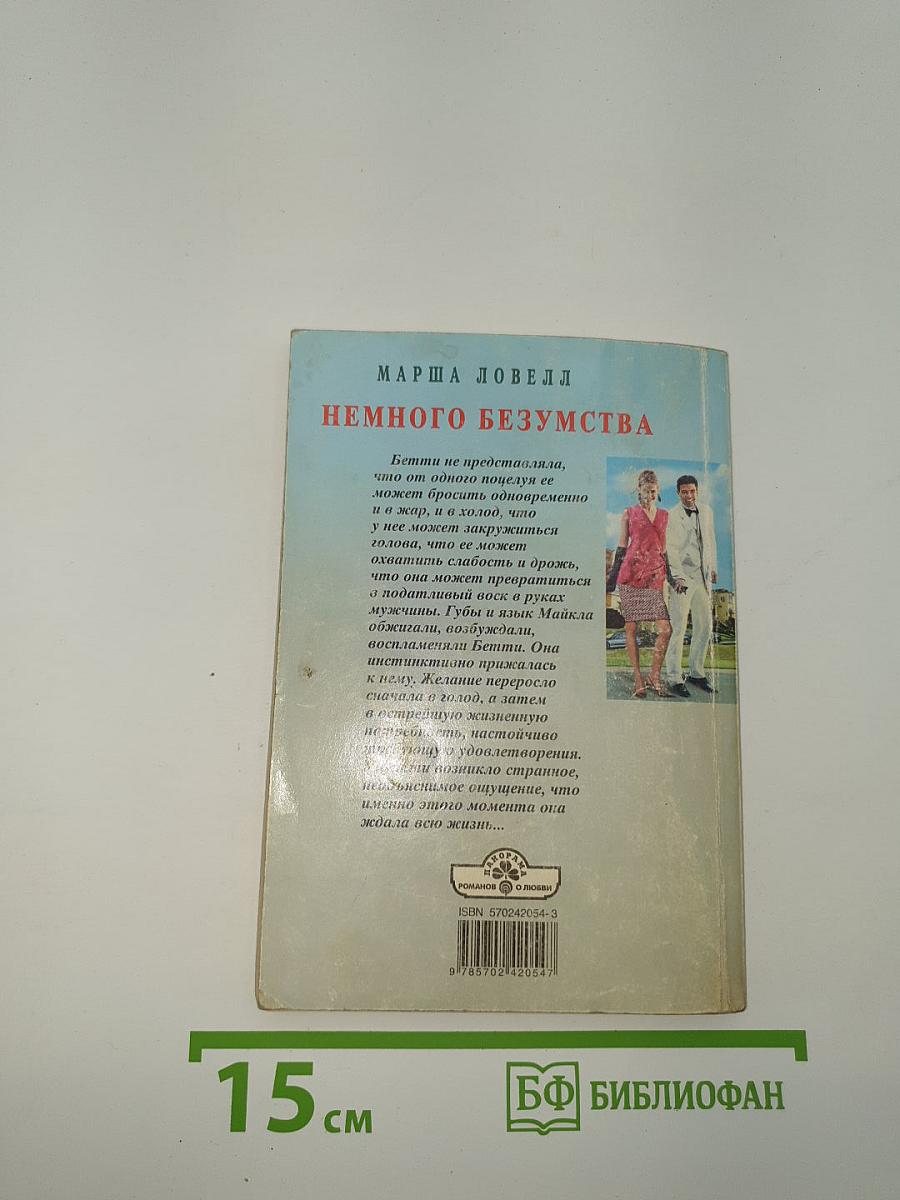 МАРША ЛОВЕЛЛ
НЕМНОГО БЕЗУМСТВА
Бетти не представляла,
что от одного поцелуя ее
может бросить одновременно
и в жар, и в холод, что
у нее может закружиться
голова, что ее может
охватить слабость и дрожь,
что она может превратиться
в податливый воск в руках
мужчины. Губы и язык Майкла
обжигали, возбуждали,
воспламеняли Бетти. Она
инстинктивно прижалась
к нему. Желание переросло
сначала в голод, а затем
в острейшую жизненную
потребность, настойчиво
требующую удовлетворения.
возникло странное,
необъяснимое ощущение, что
именно этого момента она
ждала всю жизнь...
ПАНОРАМА
РОМАНОВ О ЛЮБВИ
ISBN 570242054-3
9 785702 420547
15 см
БФ БИБЛИОФАН